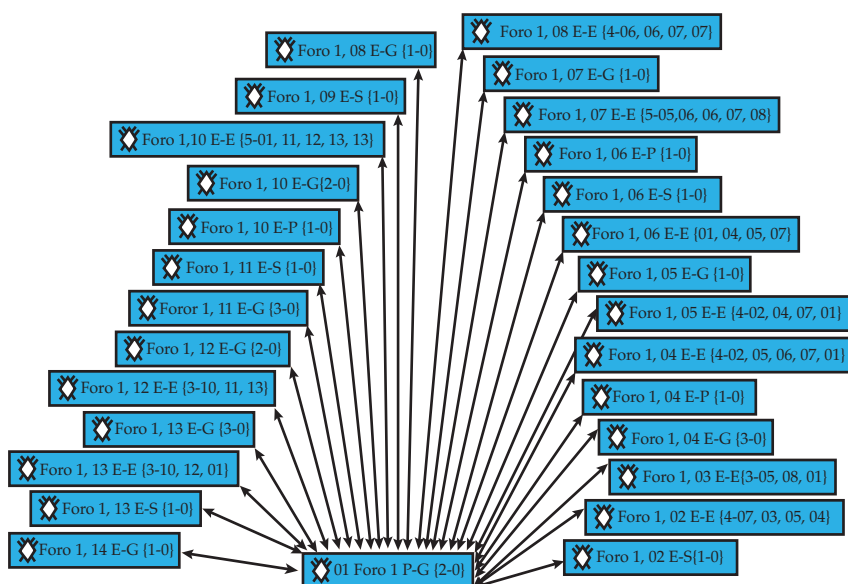 Foro 1, 08 E-G {1-0}
Foro 1, 09 E-S {1-0}
Foro 1,10 E-E {5-01, 11, 12, 13, 13}
Foro 1, 10 E-G{2-0}
Foro 1, 10 E-P {1-0}
Foro 1, 11 E-S {1-0}
Foror 1, 11 E-G {3-0}
Foro 1, 12 E-G {2-0}
Foro 1, 12 E-E {3-10, 11, 13}
Foro 1, 13 E-G {3-0}
Foro 1, 13 E-E {3-10, 12, 01}
Foro 1, 13 E-S {1-0}
Foro 1, 14 E-G {1-0}
Foro 1, 08 E-E {4-06, 06, 07, 07}
Foro 1, 07 E-G {1-0}
Foro 1, 07 E-E {5-05,06, 06, 07, 08}
Foro 1, 06 E-P {1-0}
Foro 1, 06 E-S {1-0}
Foro 1, 06 E-E {01, 04, 05, 07}
Foro 1, 05 E-G {1-0}
Foro 1, 05 E-E {4-02, 04, 07, 01}
Foro 1, 04 E-E {4-02, 05, 06, 07, 01}
Foro 1, 04 E-P {1-0}
Foro 1, 04 E-G {3-0}
Foro 1, 03 E-E{3-05, 08, 01}
Foro 1, 02 E-E {4-07, 03, 05, 04}
Foro 1, 02 E-S{1-0}
01 Foro 1 P-G {2-0}